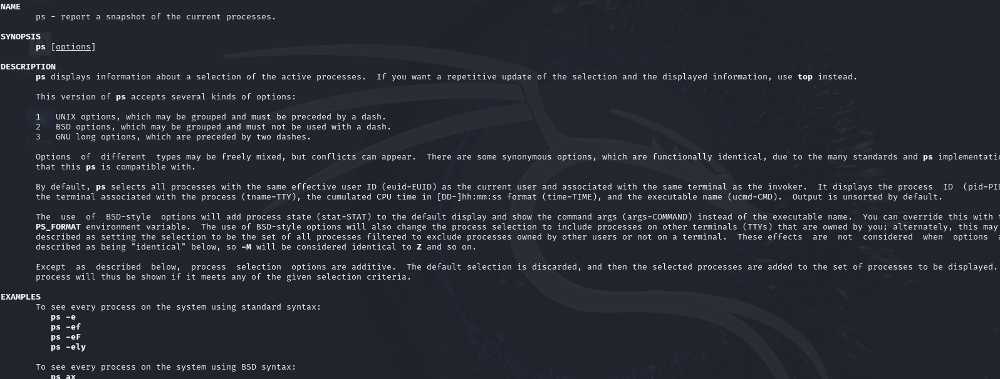 NAME
ps - report a snapshot of the current processes.
SYNOPSIS
ps [options]
DESCRIPTION
ps displays information about a selection of the active processes.  If you want a repetitive update of the selection and the displayed information, use top instead.
This version of ps accepts several kinds of options:
1   UNIX options, which may be grouped and must be preceded by a dash.
2   BSD options, which may be grouped and must not be used with a dash.
3   GNU long options, which are preceded by two dashes.
Home
Options  of  different  types may be freely mixed, but conflicts can appear.  There are some synonymous options, which are functionally identical, due to the many standards and ps
that this ps is compatible with.
By default, ps selects all processes with the same effective user ID (euid=EUID) as the current user and associated with the same terminal as the invoker.  It displays the process  ID  (pid=PID
the terminal associated with the process (tname=TTY), the cumulated CPU time in [DD-]hh:mm:ss format (time=TIME), and the executable name (ucmd=CMD).  Output is unsorted by default.
The  use  of  BSD-style  options will add process state (stat=STAT) to the default display and show the command args (args=COMMAND) instead of the executable name.  You can override this with
PS_FORMAT environment variable.  The use of BSD-style options will also change the process selection to include processes on other terminals (TTYs) that are owned by you; alternately, this may
described as setting the selection to be the set of all processes filtered to exclude processes owned by other users or not on a terminal.  These effects  are  not  considered  when  options
described as being "identical" below, so -M will be considered identical to Z and so on.
Except  as  described  below,  process  selection  options are additive.  The default selection is discarded, and then the selected processes are added to the set of processes to be displayed.
process will thus be shown if it meets any of the given selection criteria.
EXAMPLES
To see every process on the system using standard syntax:
ps -e
ps -ef
ps -eF
ps -ely
To see every process on the system using BSD syntax:
ps ax